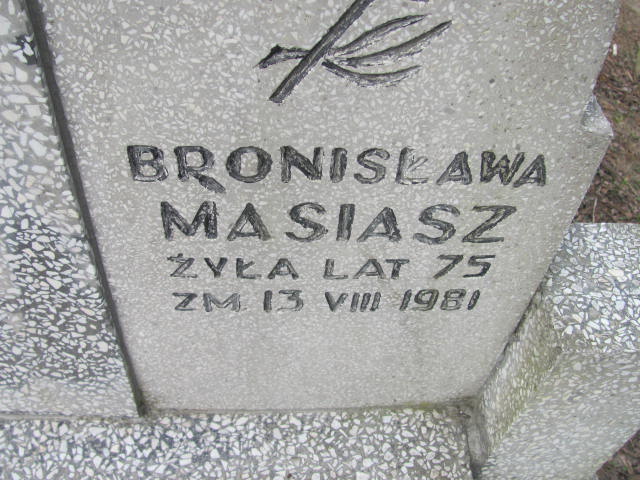 BRONISŁAWA
MASIASZ
ŻYŁA LAT 75
ZM. 13 VIII 1981